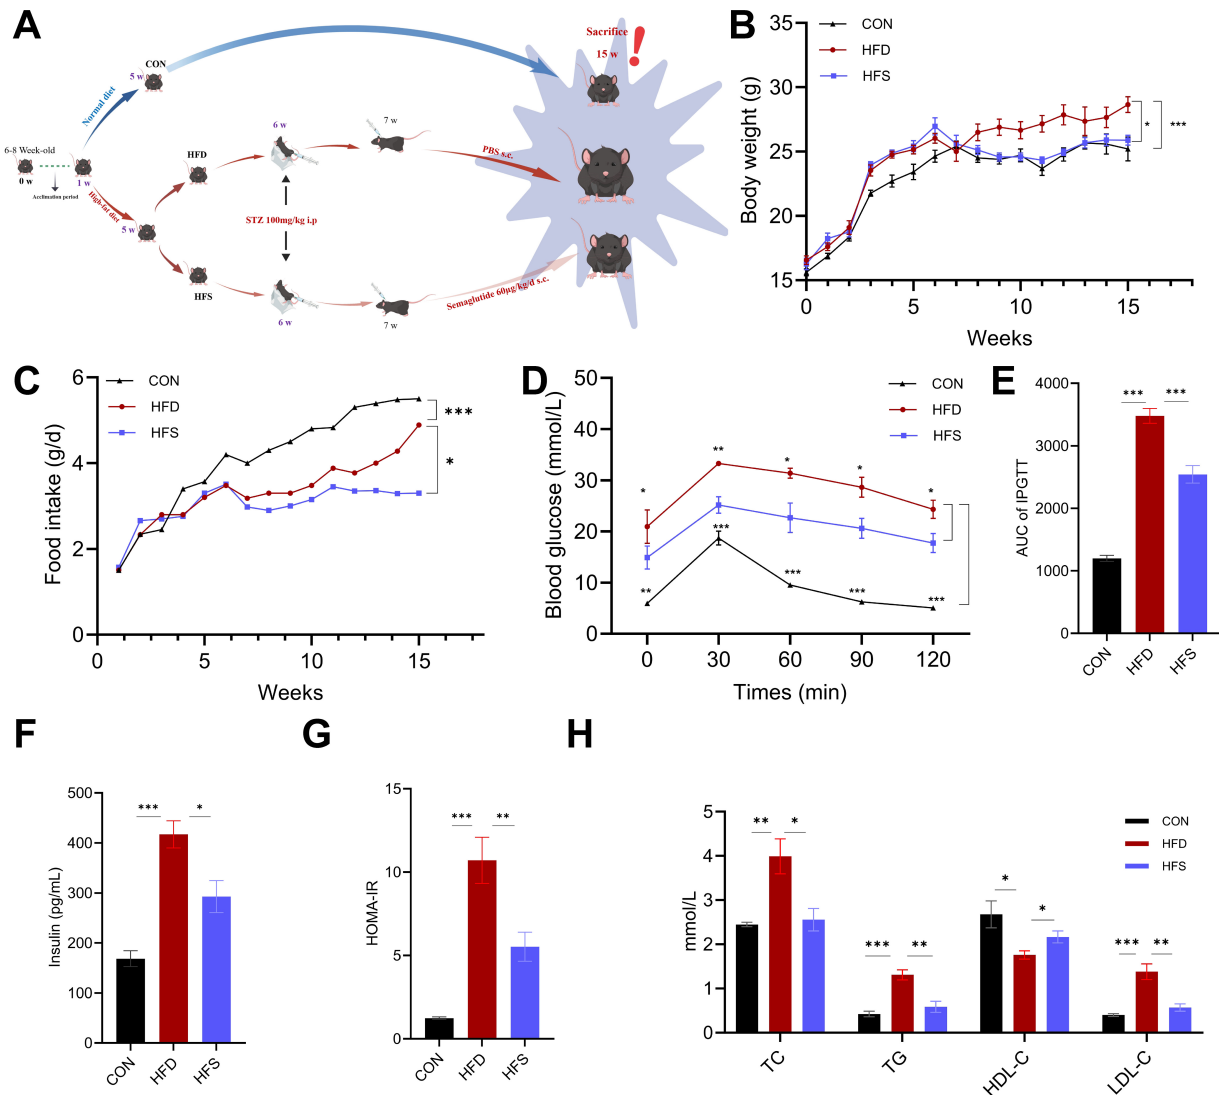 A
Sacrifice
15 w
CON
5 w
Normal diet
6-8 Week-old
0 w
1 w
Acclimation period
High-fat diet
5 w
HFD
HFS
6 w
7 w
STZ 100mg/kg i.p
6 w
7 w
PBS s.c.
Semaglutide 60μg/kg/d s.c.
B
CON
HFD
HFS
Body weight (g)
35
30
25
20
15
0
5
10
15
Weeks
*
***
C
CON
HFD
HFS
Food intake (g/d)
6
4
2
0
0
5
10
15
Weeks
***
*
D
CON
HFD
HFS
Blood glucose (mmol/L)
50
40
30
20
10
0
0
30
60
90
120
Times (min)
*
**
*
*
*
**
***
***
***
***
E
AUC of IPGTT
4000
3000
2000
1000
0
***
***
CON
HFD
HFS
F
Insulin (pg/mL)
500
400
300
200
100
0
***
*
CON
HFD
HFS
G
HOMA-IR
15
10
5
0
***
**
CON
HFD
HFS
H
mmol/L
5
4
3
2
1
0
**
*
***
**
*
*
***
**
CON
HFD
HFS
TC
TG
HDL-C
LDL-C